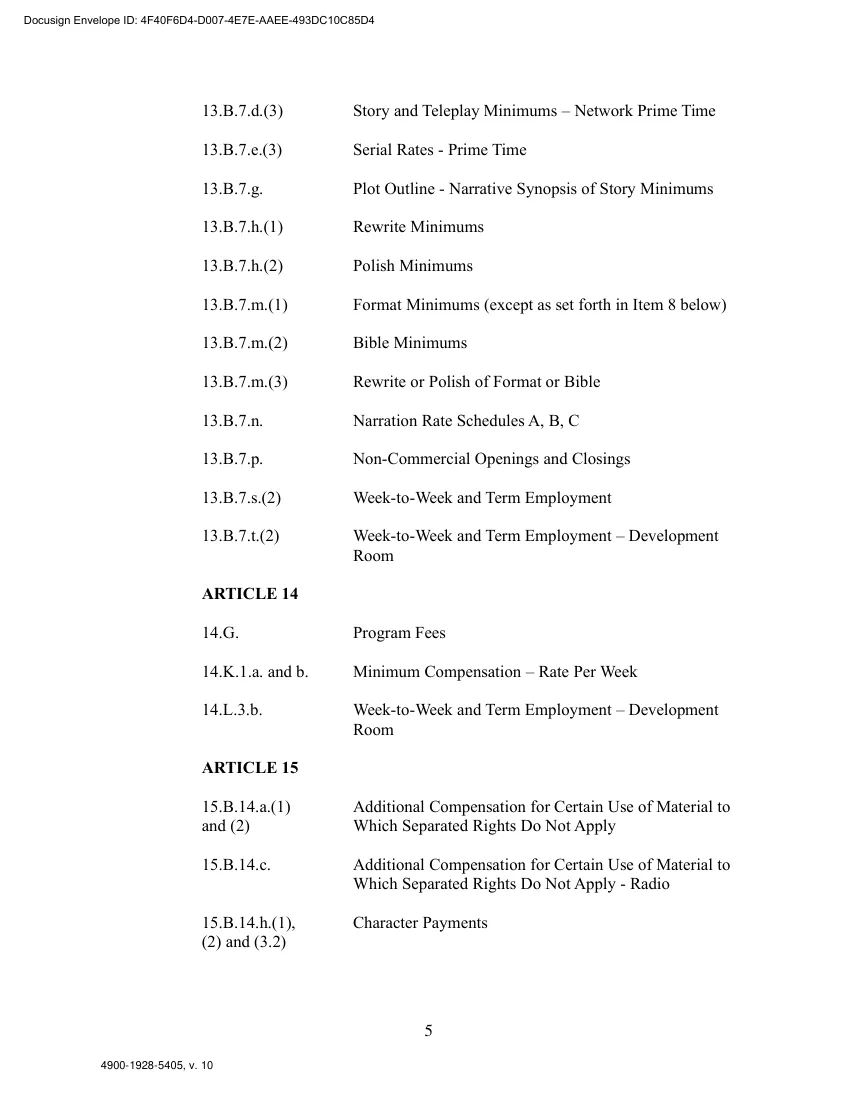 Docusign Envelope ID: 4F40F6D4-D007-4E7E-AAEE-493DC10C85D4
13.B.7.d.(3) Story and Teleplay Minimums – Network Prime Time
13.B.7.e.(3) Serial Rates - Prime Time
13.B.7.g. Plot Outline - Narrative Synopsis of Story Minimums
13.B.7.h.(1) Rewrite Minimums
13.B.7.h.(2) Polish Minimums
13.B.7.m.(1) Format Minimums (except as set forth in Item 8 below)
13.B.7.m.(2) Bible Minimums
13.B.7.m.(3) Rewrite or Polish of Format or Bible
13.B.7.n. Narration Rate Schedules A, B, C
13.B.7.p. Non-Commercial Openings and Closings
13.B.7.s.(2) Week-to-Week and Term Employment
13.B.7.t.(2) Week-to-Week and Term Employment – Development
Room
ARTICLE 14
14.G. Program Fees
14.K.1.a. and b. Minimum Compensation – Rate Per Week
14.L.3.b. Week-to-Week and Term Employment – Development
Room
ARTICLE 15
15.B.14.a.(1) Additional Compensation for Certain Use of Material to
and (2) Which Separated Rights Do Not Apply
15.B.14.c. Additional Compensation for Certain Use of Material to
Which Separated Rights Do Not Apply - Radio
15.B.14.h.(1), Character Payments
(2) and (3.2)
5
4900-1928-5405, v. 10